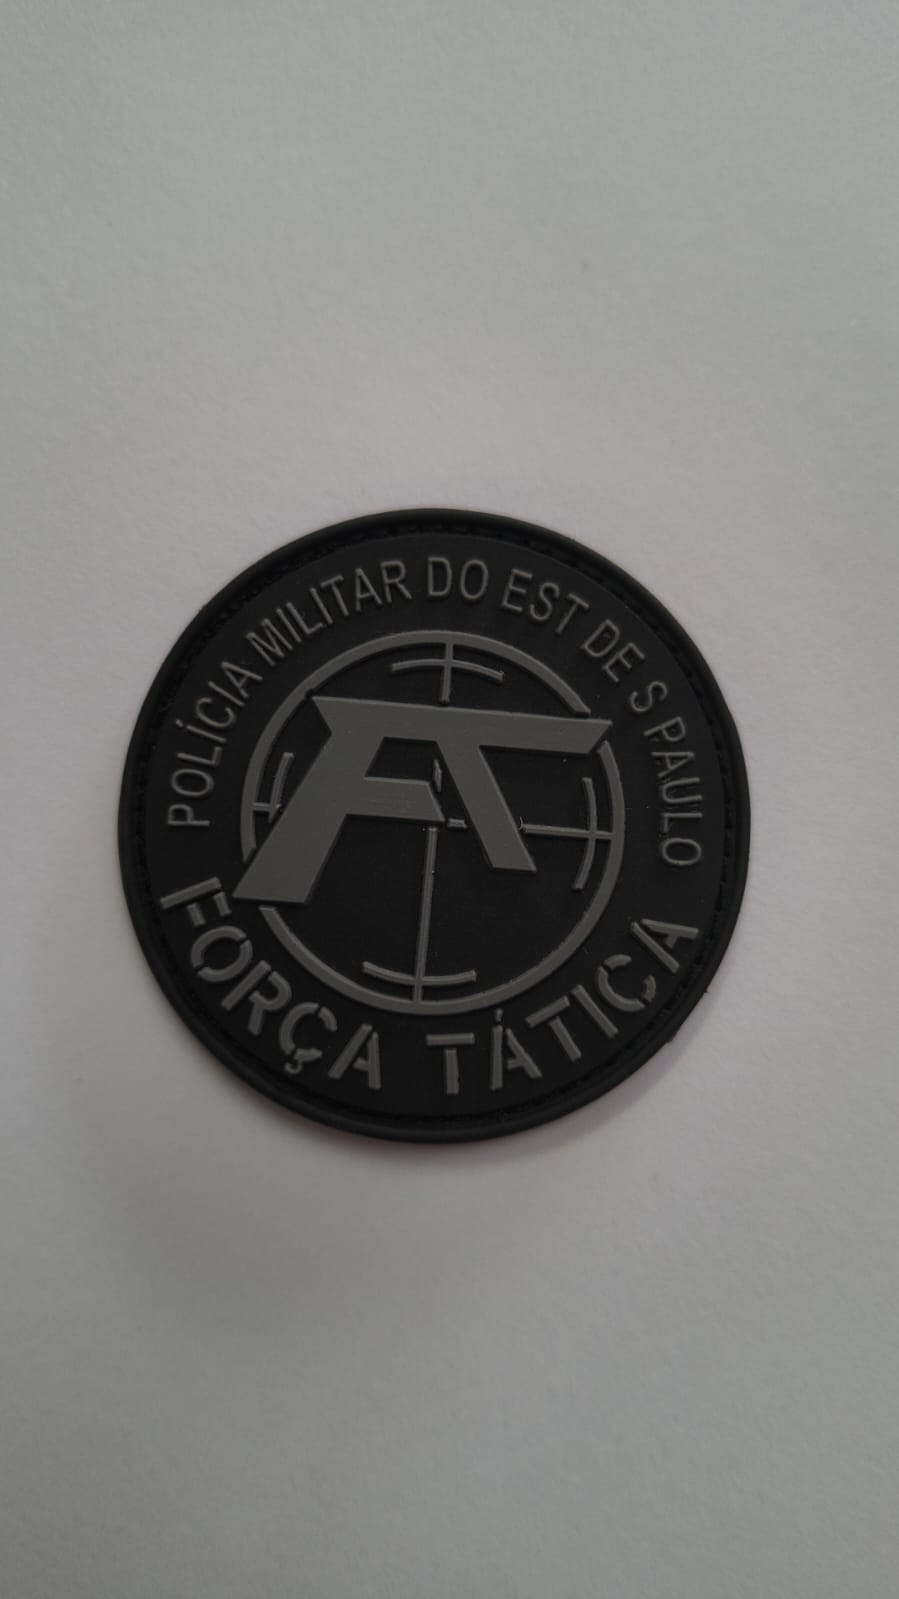 POLÍCIA MILITAR DO EST DE S PAULO
FT
FORÇA TÁTICA